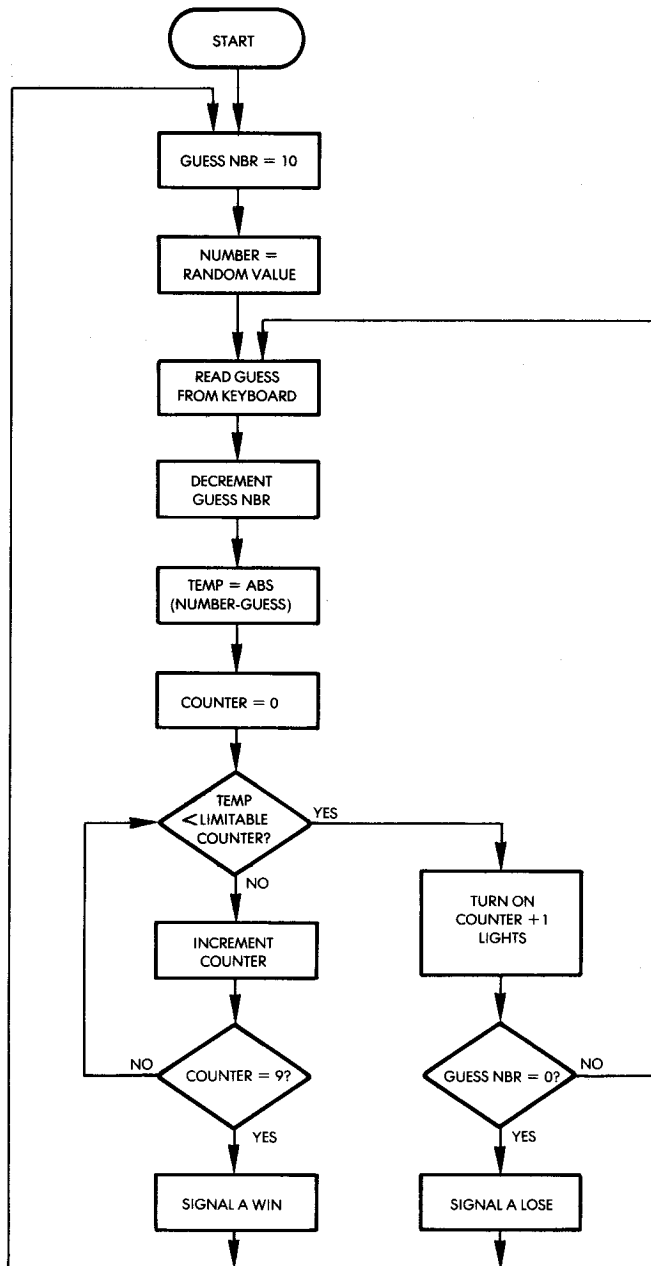 START
GUESS NBR = 10
NUMBER =
RANDOM VALUE
READ GUESS
FROM KEYBOARD
DECREMENT
GUESS NBR
TEMP = ABS
(NUMBER-GUESS)
COUNTER = 0
TEMP
<LIMITABLE
COUNTER?
YES
NO
INCREMENT
COUNTER
TURN ON
COUNTER +1
LIGHTS
COUNTER = 9?
NO
YES
GUESS NBR = 0?
NO
YES
SIGNAL A WIN
SIGNAL A LOSE